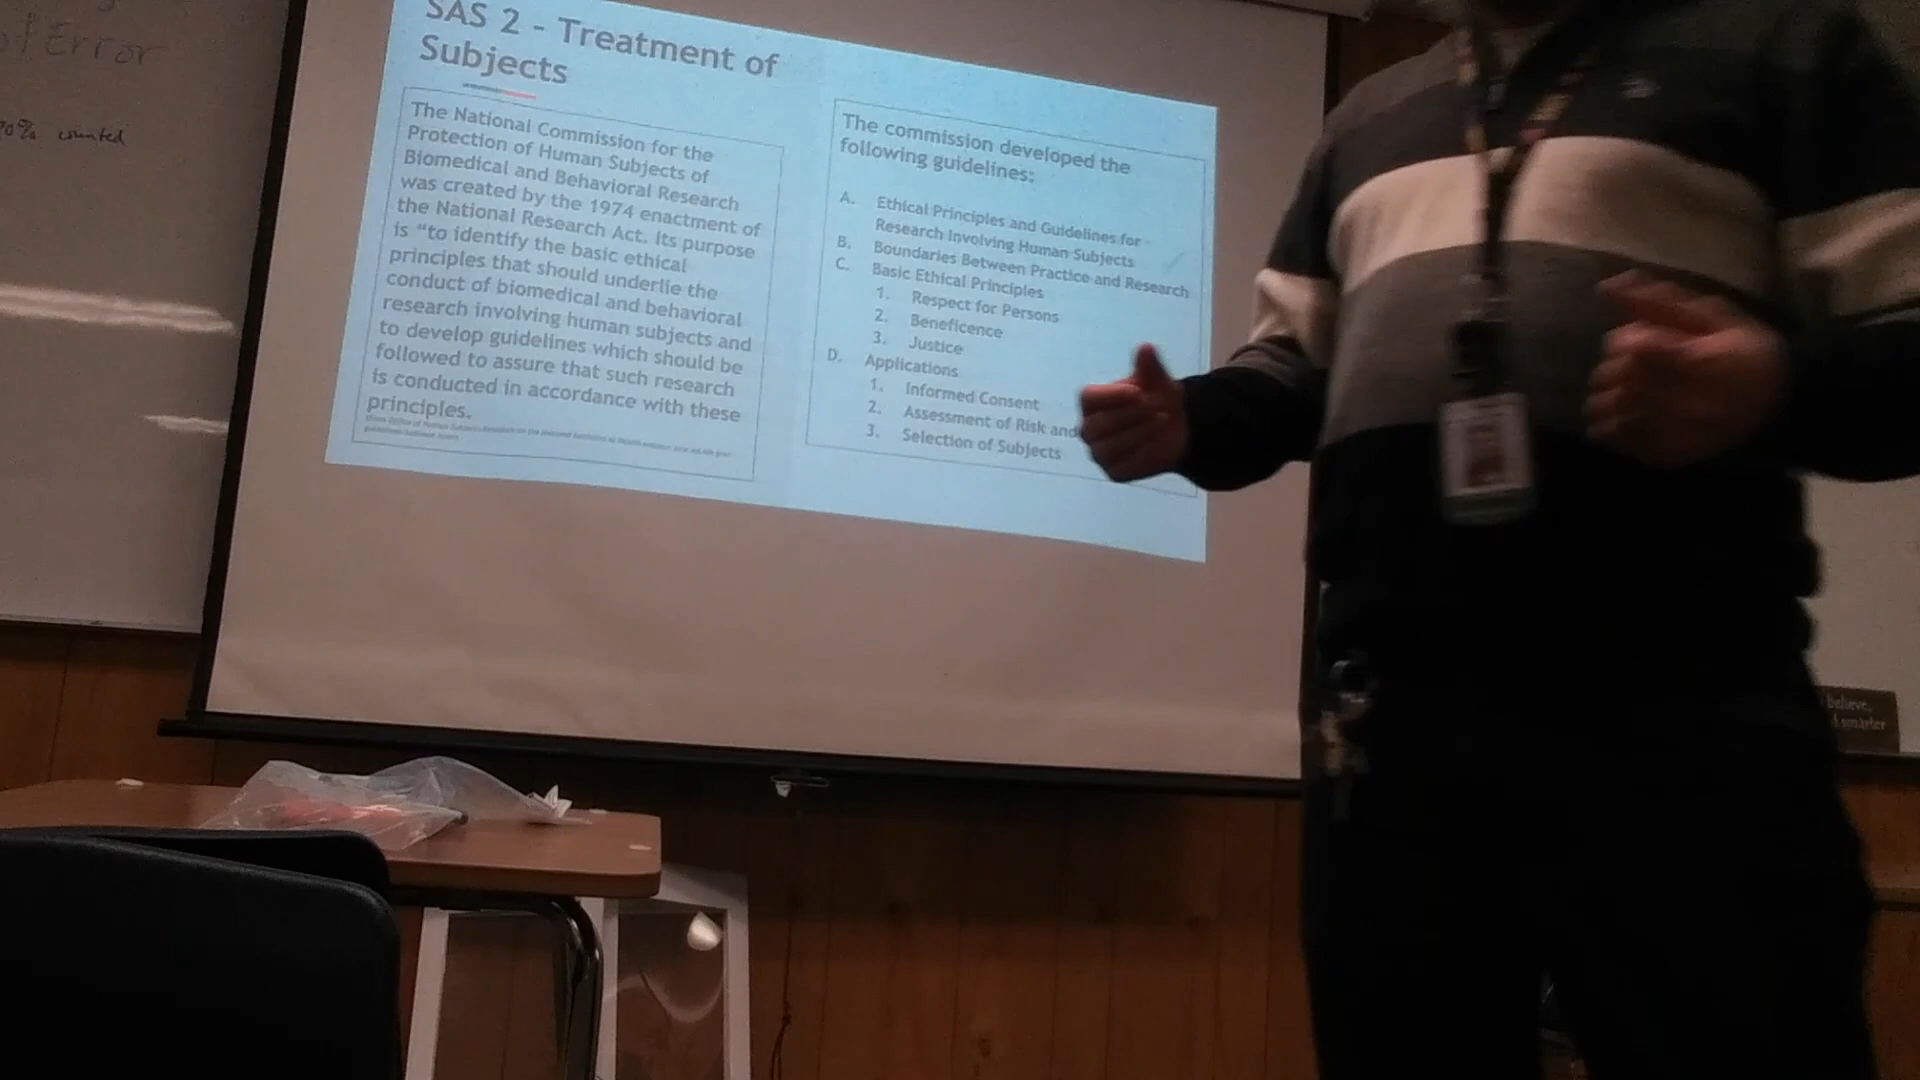 of Error
90% counted
SAS 2 - Treatment of
Subjects
The National Commission for the
Protection of Human Subjects of
Biomedical and Behavioral Research
was created by the 1974 enactment of
the National Research Act. Its purpose
is "to identify the basic ethical
principles that should underlie the
conduct of biomedical and behavioral
research involving human subjects and
to develop guidelines which should be
followed to assure that such research
is conducted in accordance with these
principles.
The commission developed the
following guidelines:
A. Ethical Principles and Guidelines for
Research Involving Human Subjects
B. Boundaries Between Practice and Research
C. Basic Ethical Principles
1. Respect for Persons
2. Beneficence
3. Justice
D. Applications
1. Informed Consent
2. Assessment of Risk and
3. Selection of Subjects
believe,
smarter